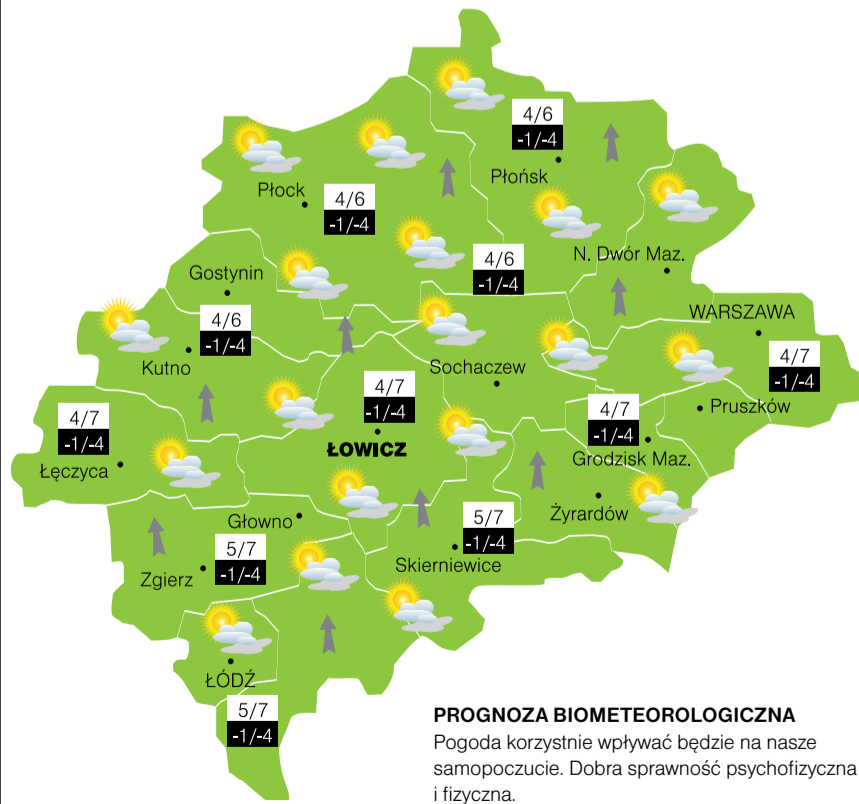 4/6
-1/-4
Płońsk
Płock
4/6
-1/-4
N. Dwór Maz.
4/6
-1/-4
Gostynin
WARSZAWA
4/6
-1/-4
Kutno
Sochaczew
4/7
-1/-4
4/7
-1/-4
ŁOWICZ
4/7
-1/-4
Pruszków
4/7
-1/-4
Łęczyca
Grodzisk Maz.
Żyrardów
Głowno
5/7
-1/-4
Skierniewice
5/7
-1/-4
Zgierz
ŁÓDŹ
5/7
-1/-4
PROGNOZA BIOMETEOROLOGICZNA
Pogoda korzystnie wpływać będzie na nasze
samopoczucie. Dobra sprawność psychofizyczna
i fizyczna.